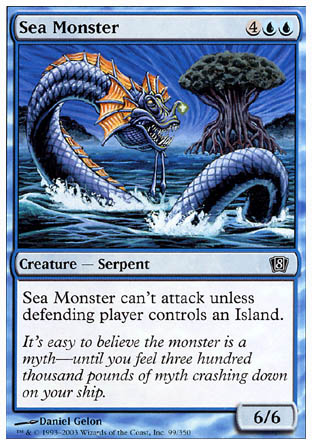 Sea Monster 4
8
Creature — Serpent
Sea Monster can't attack unless
defending player controls an Island.
It's easy to believe the monster is a
myth—until you feel three hundred
thousand pounds of myth crashing down
on your ship.
Daniel Gelon
™ & © 1993–2003 Wizards of the Coast, Inc. 99/350
6/6